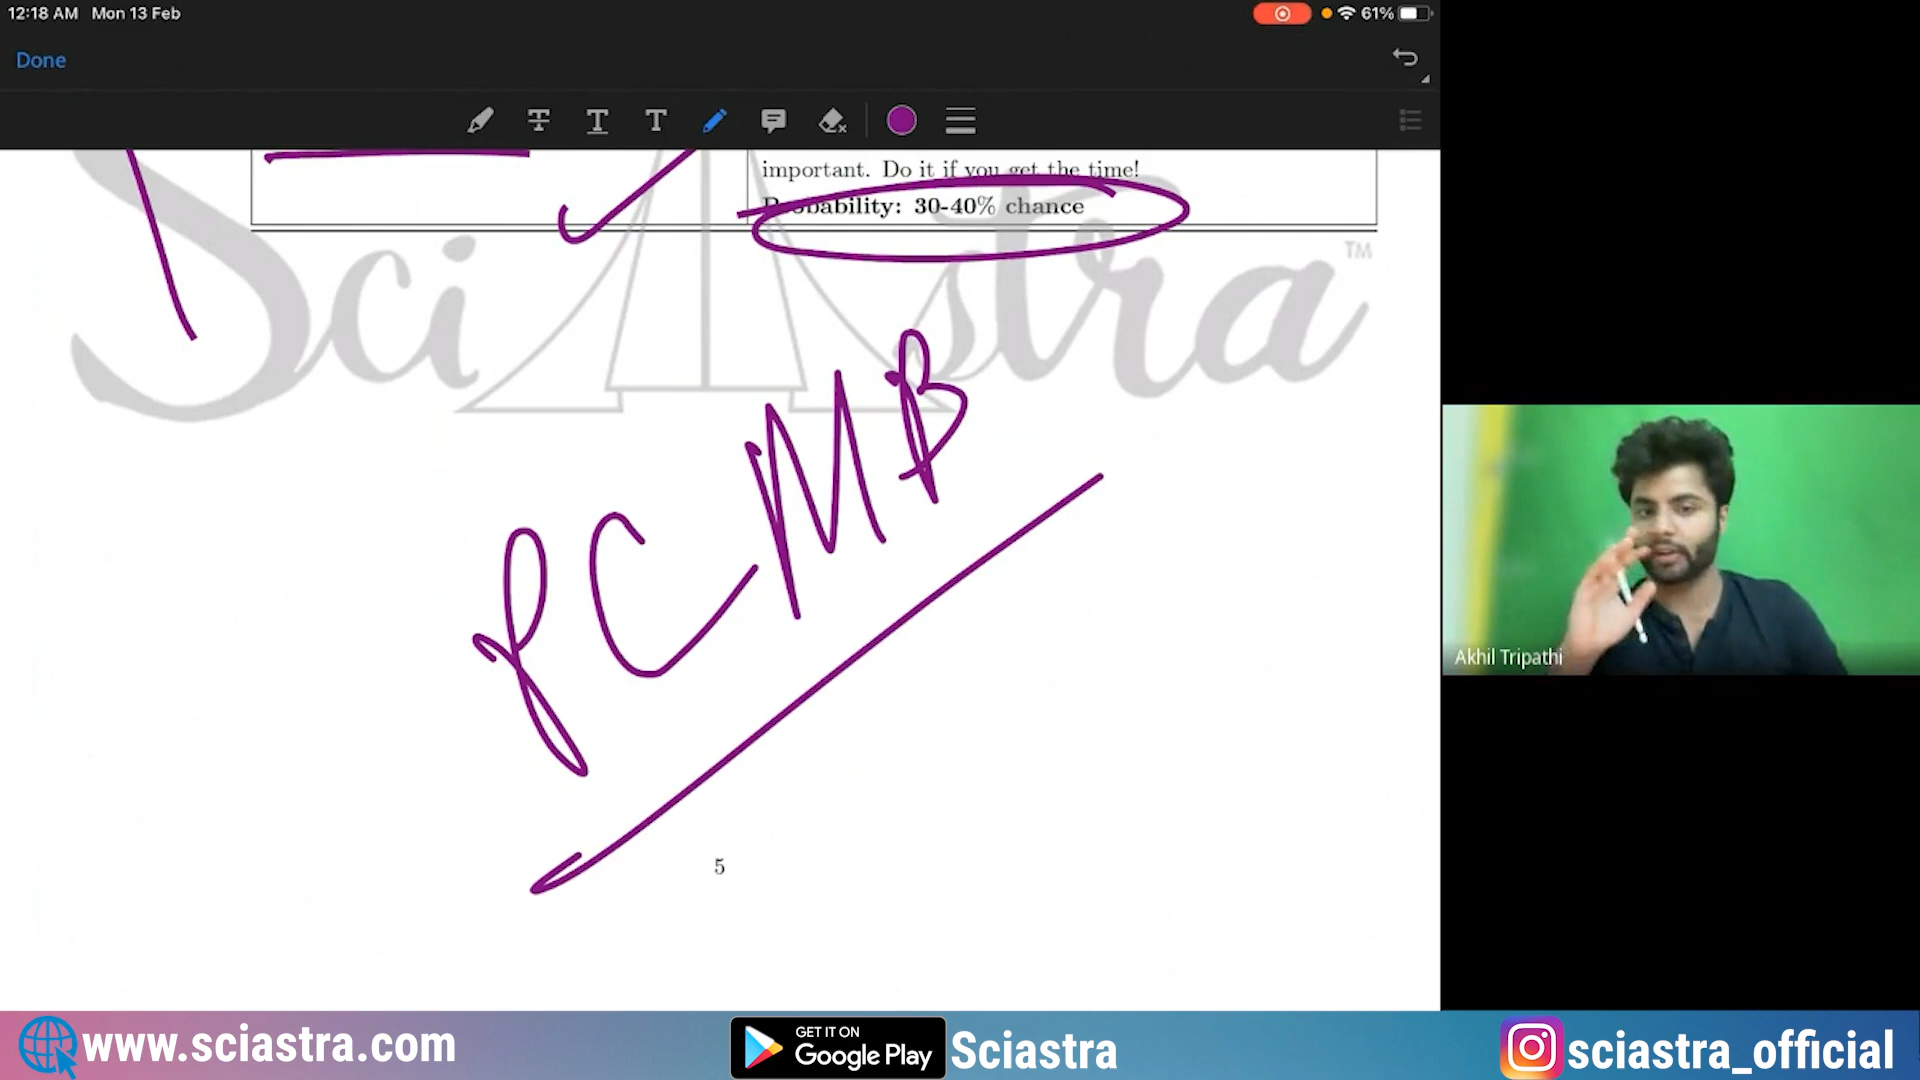 12:18 AM Mon 13 Feb
61%
Done
important. Do it if you get the time!
Probability: 30-40% chance
SciAstra TM
PCMB
5
Akhil Tripathi
www.sciastra.com
GET IT ON
Google Play
Sciastra
sciastra_official